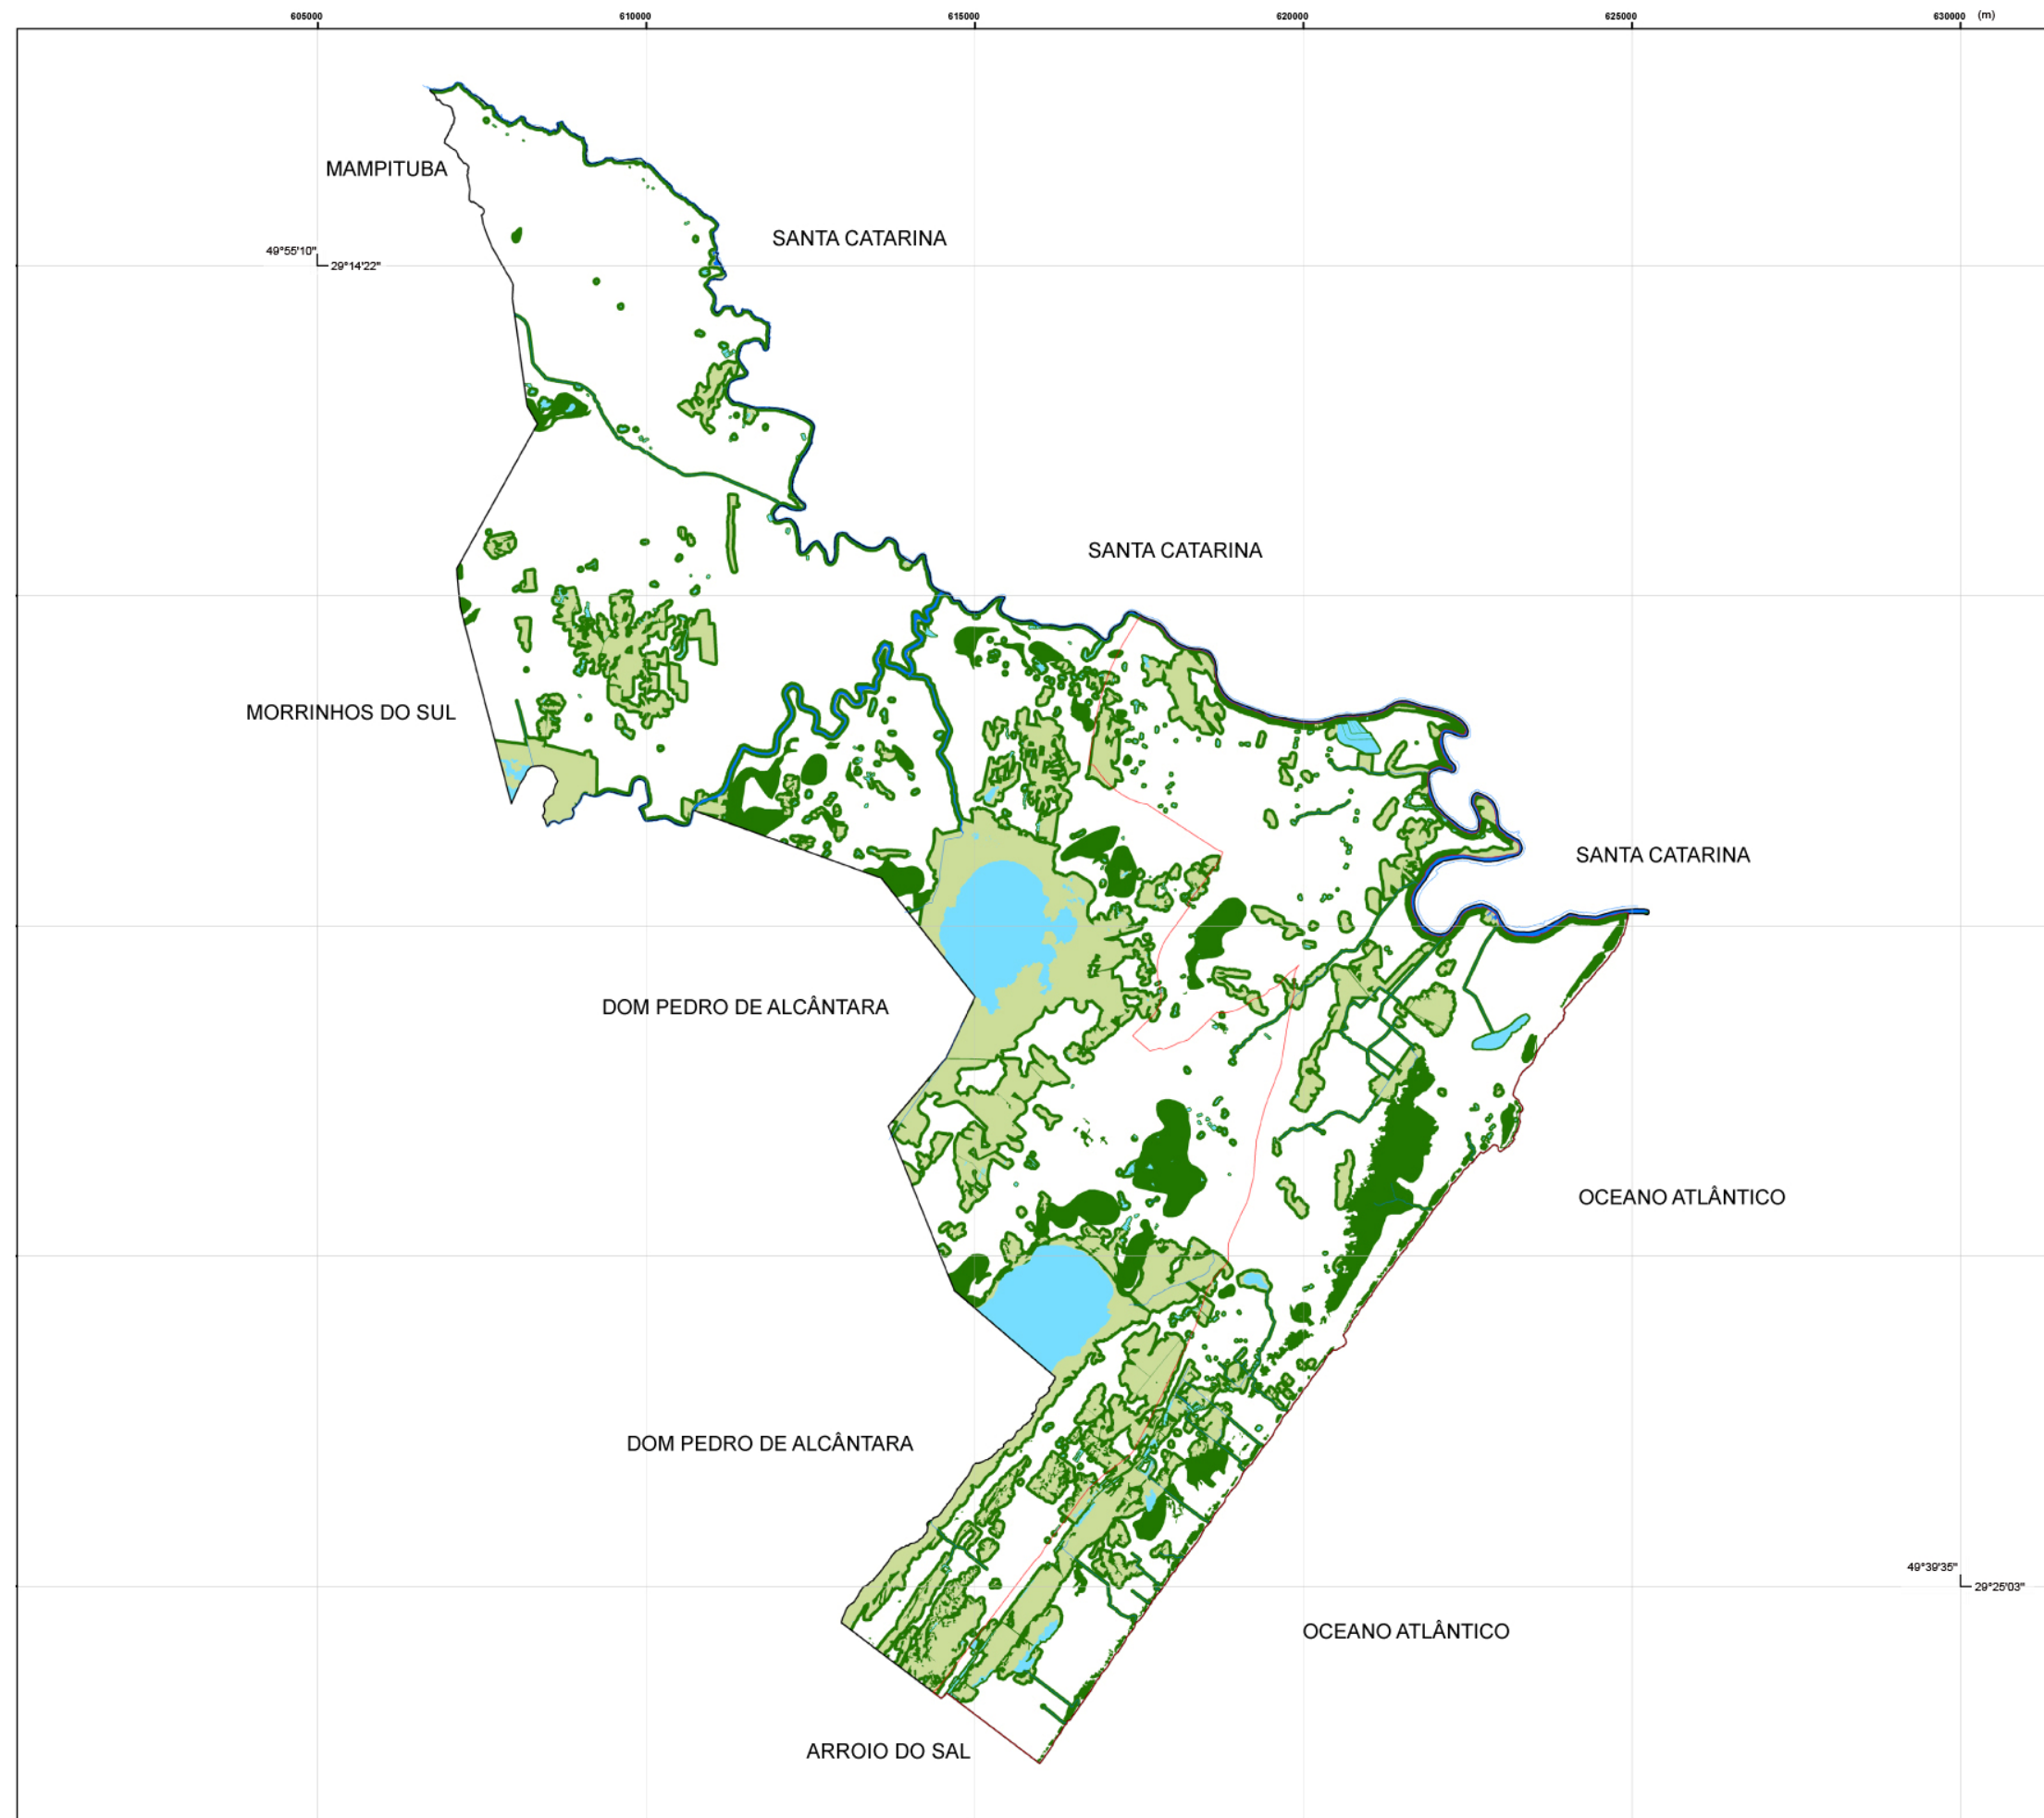 605000 610000 615000 620000 625000 630000 (m)
MAMPITUBA
SANTA CATARINA
49°55'10"
29°14'22"
SANTA CATARINA
MORRINHOS DO SUL
SANTA CATARINA
DOM PEDRO DE ALCÂNTARA
OCEANO ATLÂNTICO
DOM PEDRO DE ALCÂNTARA
49°39'35"
29°25'03"
OCEANO ATLÂNTICO
ARROIO DO SAL